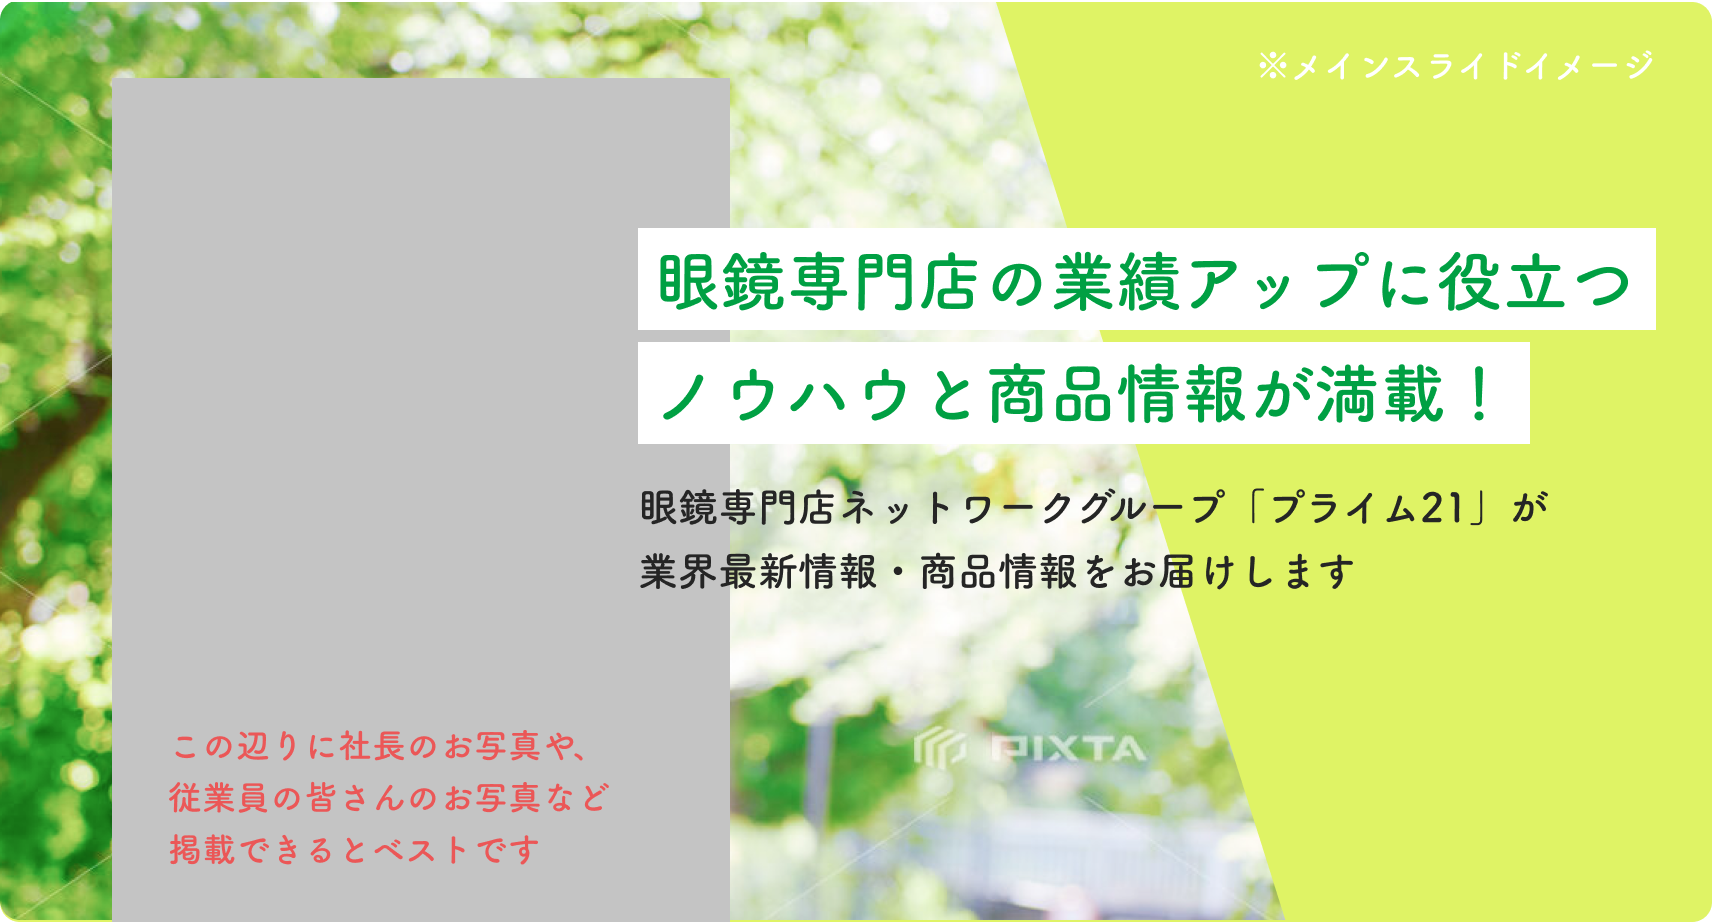 ※メインスライドイメージ
眼鏡専門店の業績アップに役立つ
ノウハウと商品情報が満載！
眼鏡専門店ネットワークグループ「プライム21」が
業界最新情報・商品情報をお届けします
この辺りに社長のお写真や、
従業員の皆さんのお写真など
掲載できるとベストです
PIXTA